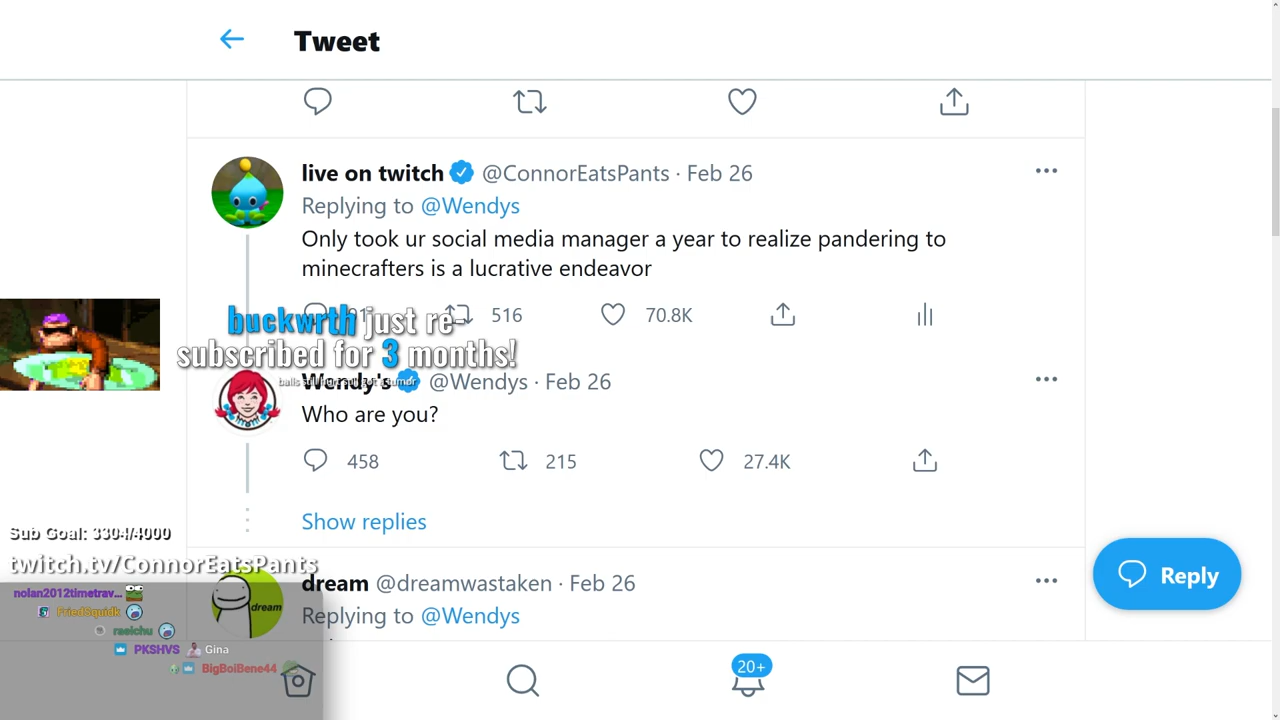 Tweet
live on twitch @ConnorEatsPants · Feb 26
Replying to @Wendys
Only took ur social media manager a year to realize pandering to
minecrafters is a lucrative endeavor
516 70.8K
buckwrth just re-
subscribed for 3 months!
Wendy's @Wendys · Feb 26
Who are you?
458 215 27.4K
Show replies
Sub Goal: 3304/4000
twitch.tv/ConnorEatsPants
dream @dreamwastaken · Feb 26
dream
Replying to @Wendys
Reply
nolan2012timetrav...
FriedSquidk
raeichu
PKSHVS Gina
BigBoiBene44
20+